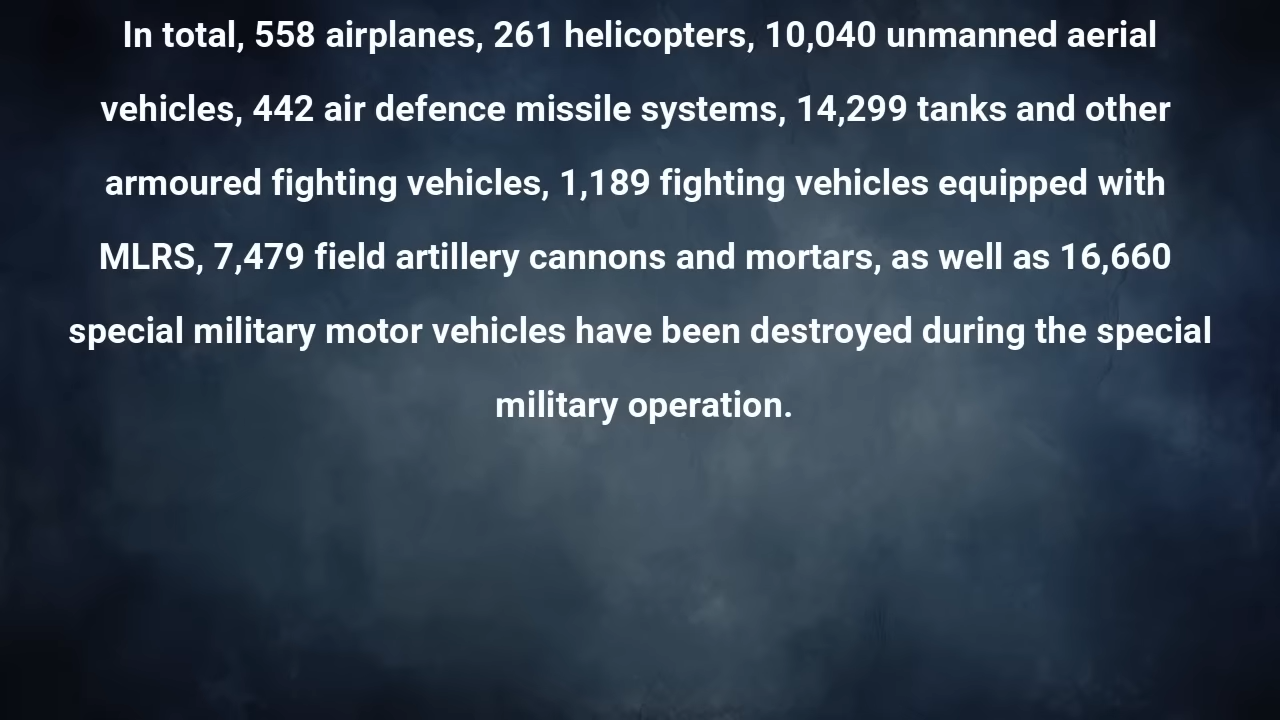 In total, 558 airplanes, 261 helicopters, 10,040 unmanned aerial
vehicles, 442 air defence missile systems, 14,299 tanks and other
armoured fighting vehicles, 1,189 fighting vehicles equipped with
MLRS, 7,479 field artillery cannons and mortars, as well as 16,660
special military motor vehicles have been destroyed during the special
military operation.